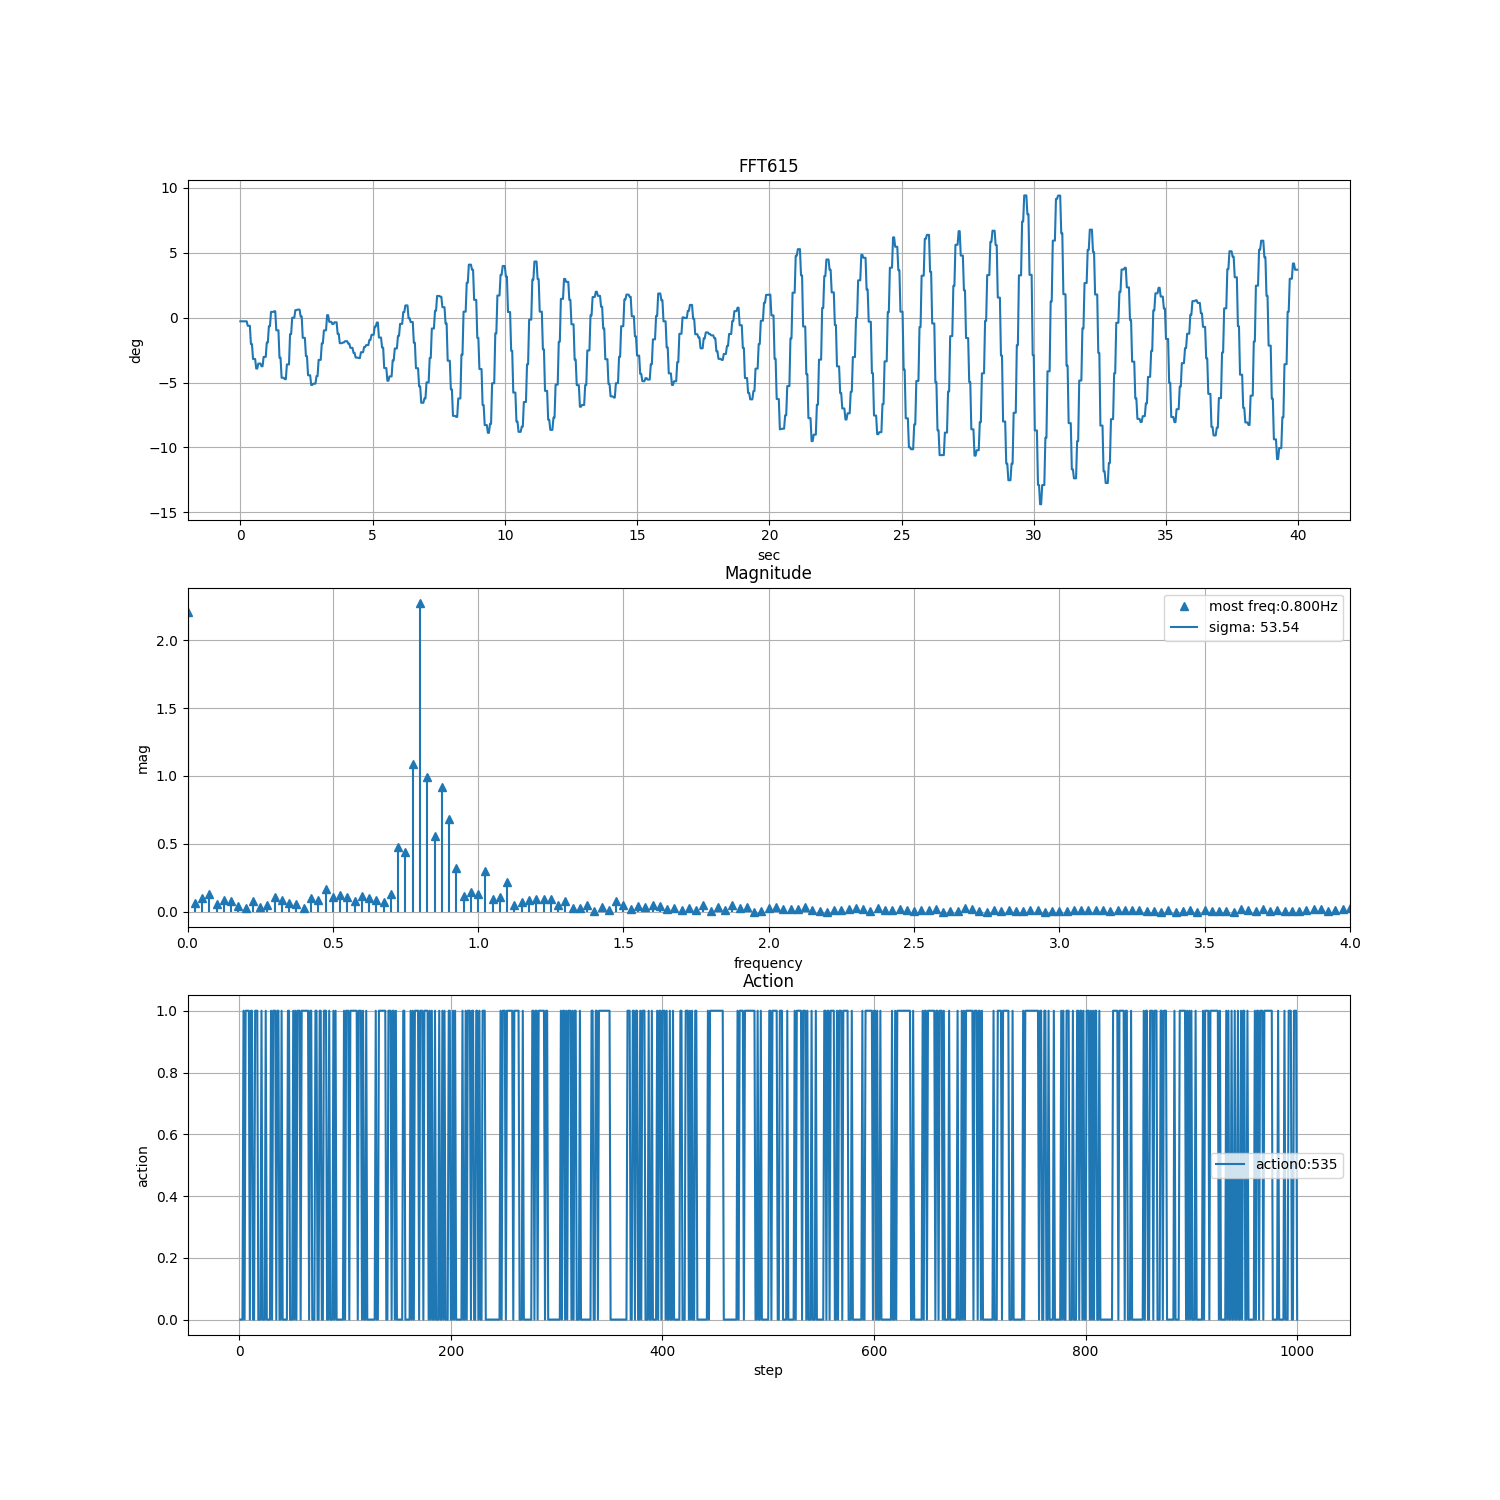 FFT615
10
5
0
−5
−10
−15
deg
0 5 10 15 20 25 30 35 40
sec
Magnitude
most freq:0.800Hz
sigma: 53.54
2.0
1.5
1.0
0.5
0.0
mag
0.0 0.5 1.0 1.5 2.0 2.5 3.0 3.5 4.0
frequency
Action
1.0
0.8
0.6
0.4
0.2
0.0
action
action0:535
0 200 400 600 800 1000
step